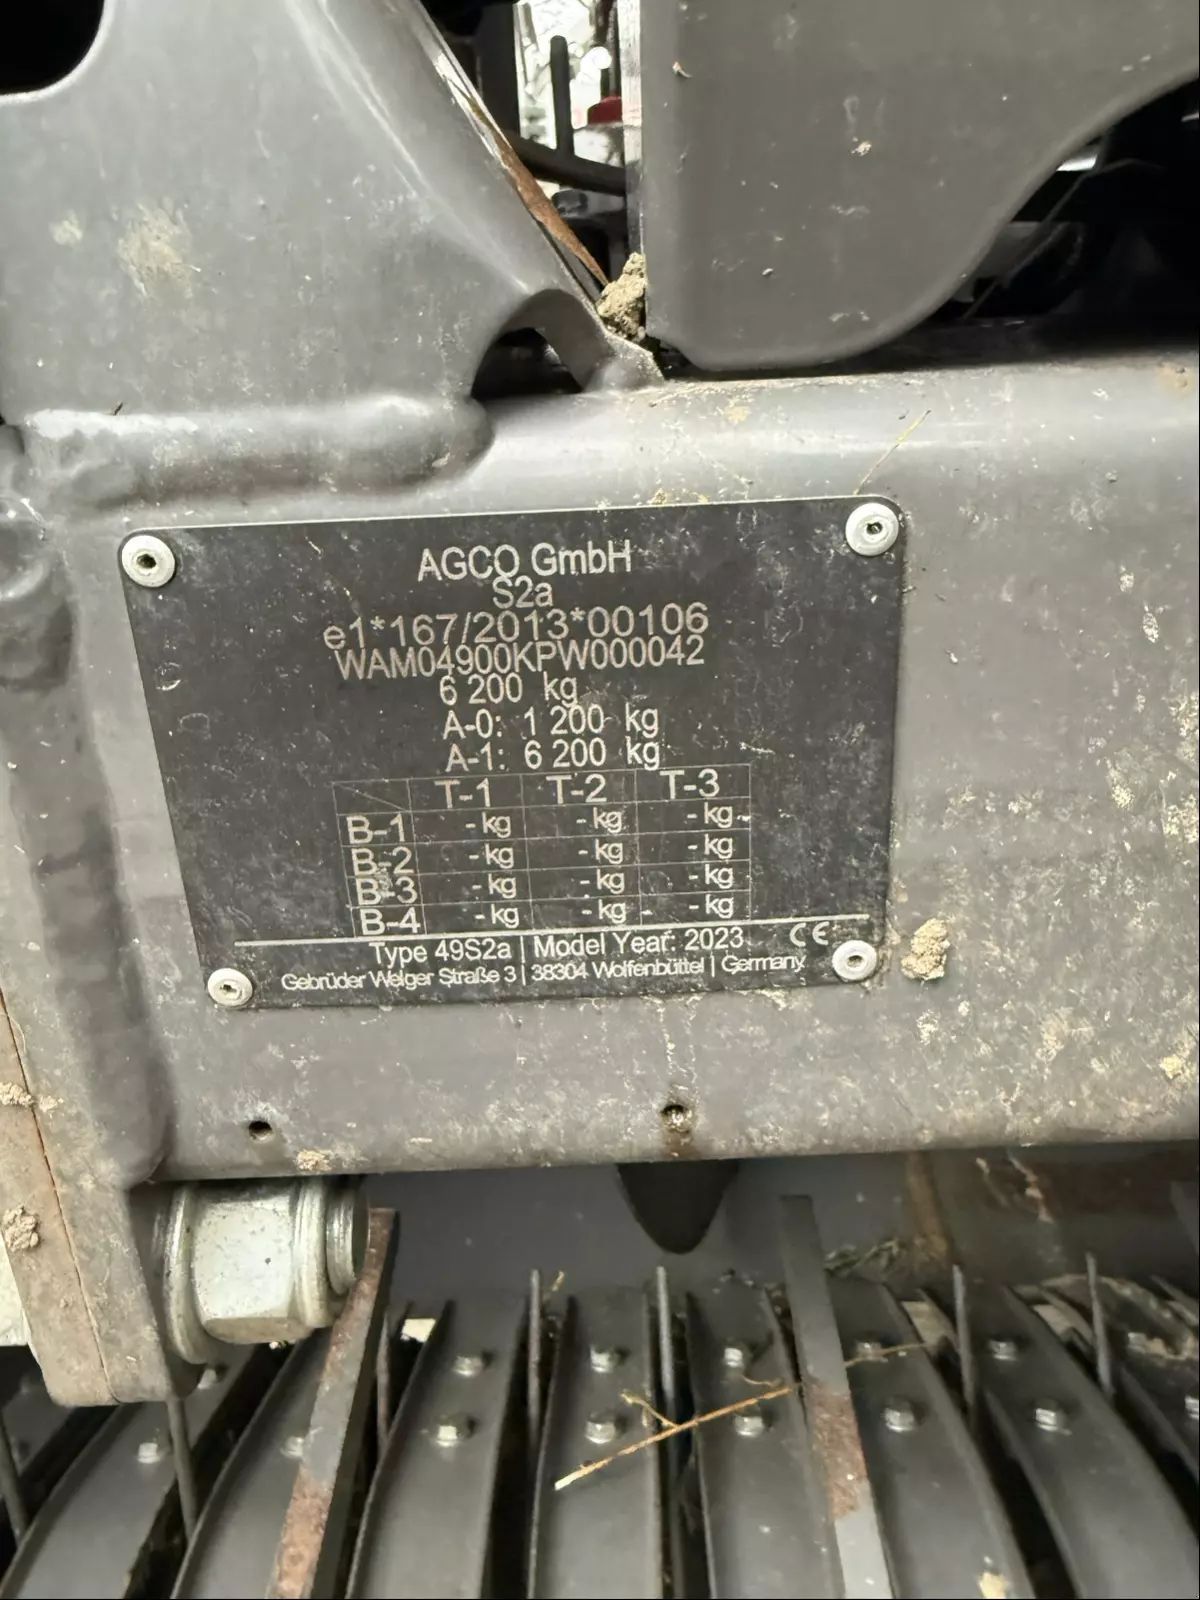 AGCO GmbH
S2a
e1*167/2013*00106
WAM04900KPW000042
6 200 kg
A-0: 1 200 kg
A-1: 6 200 kg
T-1 T-2 T-3
B-1 - kg - kg - kg
B-2 - kg - kg - kg
B-3 - kg - kg - kg
B-4 - kg - kg - kg
Type 49S2a | Model Year: 2023 CE
Gebrüder Welger Straße 3 | 38304 Wolfenbüttel | Germany